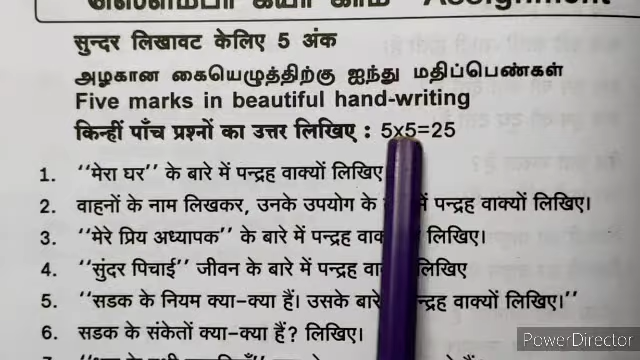 Assignment
सुन्दर लिखावट केलिए 5 अंक
அழகான கையெழுத்திற்கு ஐந்து மதிப்பெண்கள்
Five marks in beautiful hand-writing
किन्हीं पाँच प्रश्नों का उत्तर लिखिए : 5x5=25
1. ‘‘मेरा घर’’ के बारे में पन्द्रह वाक्यों लिखिए
2. वाहनों के नाम लिखकर, उनके उपयोग के में पन्द्रह वाक्यों लिखिए।
3. ‘‘मेरे प्रिय अध्यापक’’ के बारे में पन्द्रह लिखिए।
4. ‘‘सुंदर पिचाई’’ जीवन के बारे में पन्द्रह लिखिए
5. ‘‘सडक के नियम क्या-क्या हैं। उसके बारे वाक्यों लिखिए।’’
6. सडक के संकेतों क्या-क्या हैं? लिखिए।
7.
PowerDirector